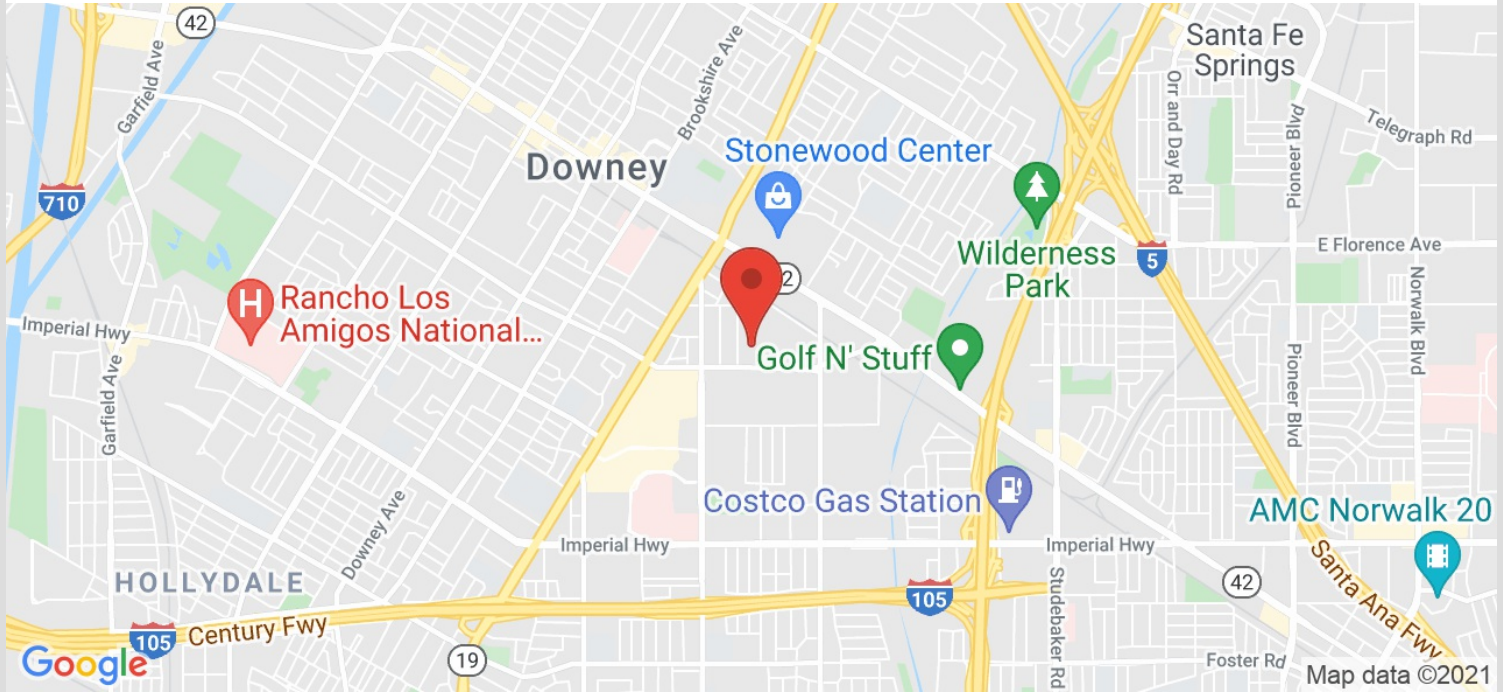 42
Garfield Ave
Brookshire Ave
Santa Fe
Springs
Orr and Day Rd
Pioneer Blvd
Telegraph Rd
Downey
Stonewood Center
710
E Florence Ave
Wilderness
Park
5
2
H
Rancho Los
Amigos National...
Imperial Hwy
Golf N' Stuff
Norwalk Blvd
Garfield Ave
Pioneer Blvd
Costco Gas Station
AMC Norwalk 20
Downey Ave
Imperial Hwy
Imperial Hwy
HOLLYDALE
42
Santa Ana Fwy
105
Studebaker Rd
105
Century Fwy
Google
19
Foster Rd
Map data ©2021